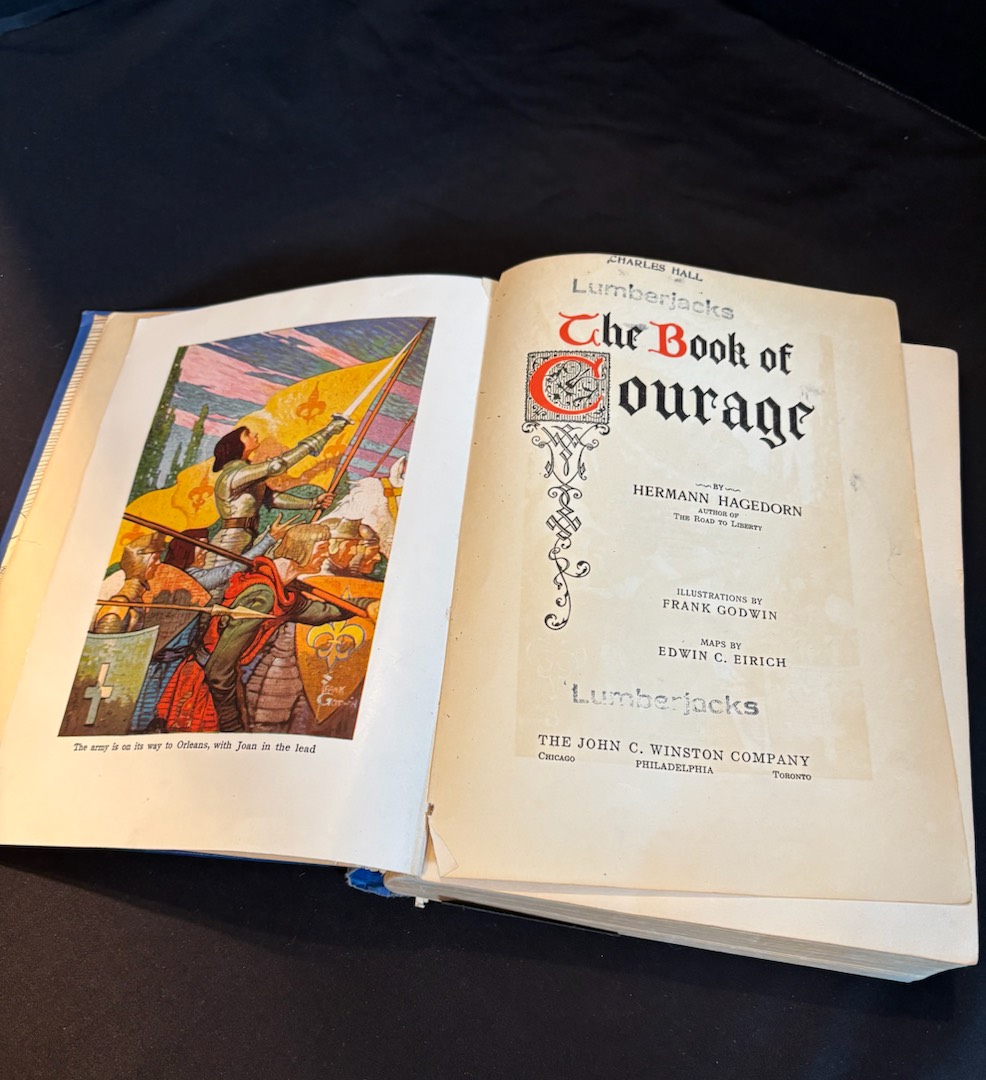 The army is on its way to Orleans, with Joan in the lead
Frank
Godwin
CHARLES HALL
Lumberjacks
The Book of
Courage
BY
HERMANN HAGEDORN
AUTHOR OF
THE ROAD TO LIBERTY
ILLUSTRATIONS BY
FRANK GODWIN
MAPS BY
EDWIN C. EIRICH
Lumberjacks
THE JOHN C. WINSTON COMPANY
CHICAGO PHILADELPHIA TORONTO